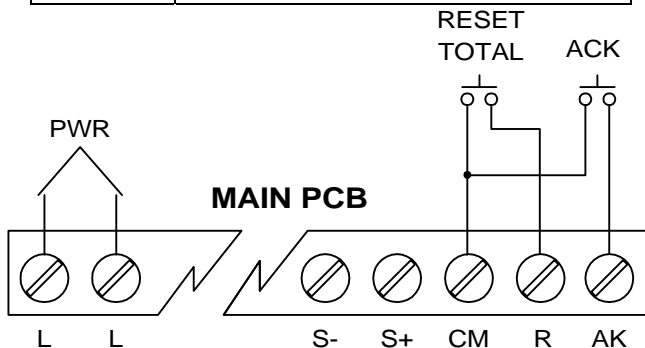 RESET
TOTAL
ACK
PWR
MAIN PCB
L L S- S+ CM R AK